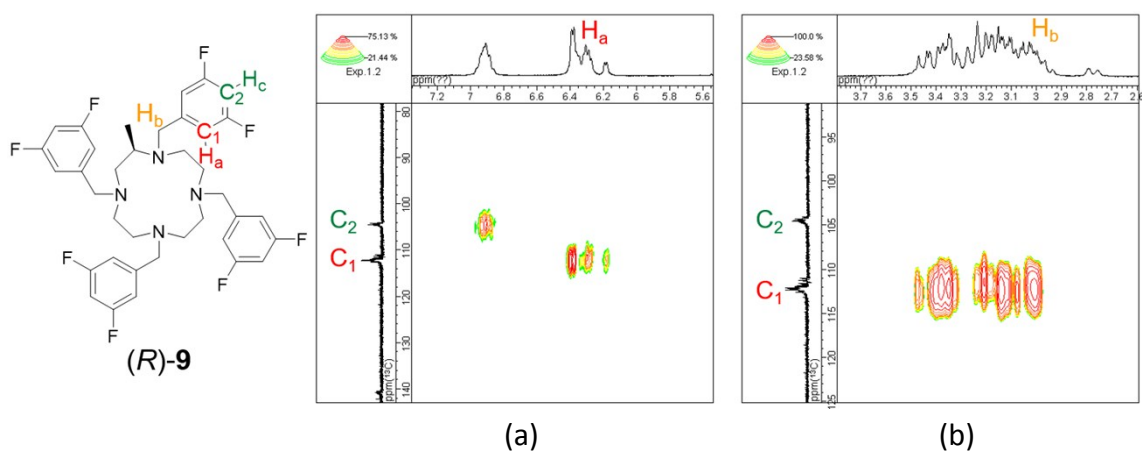 F
H_c
C_2
F
F
H_b
C_1
H_a
N
F
N
N
N
F
F
F
F
(R)-9
75.13 %
21.44 %
Exp.1.2
H_a
ppm(??)
7.2 7 6.8 6.6 6.4 6.2 6 5.8 5.6
80
90
100
110
120
130
140
ppm(¹³C)
C_2
C_1
(a)
100.0 %
23.58 %
Exp.1.2
H_b
ppm(??)
3.7 3.6 3.5 3.4 3.3 3.2 3.1 3 2.9 2.8 2.7 2.6
95
100
105
110
115
120
125
ppm(¹³C)
C_2
C_1
(b)